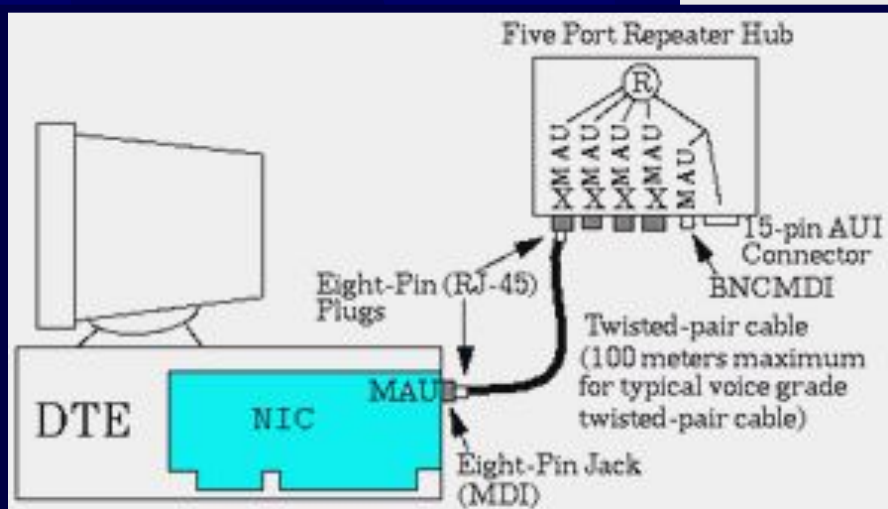 Five Port Repeater Hub
R
MAU MAU MAU MAU MAU
X X X X
15-pin AUI
Connector
BNCMDI
Eight-Pin (RJ-45)
Plugs
Twisted-pair cable
(100 meters maximum
for typical voice grade
twisted-pair cable)
MAU
DTE
NIC
Eight-Pin Jack
(MDI)